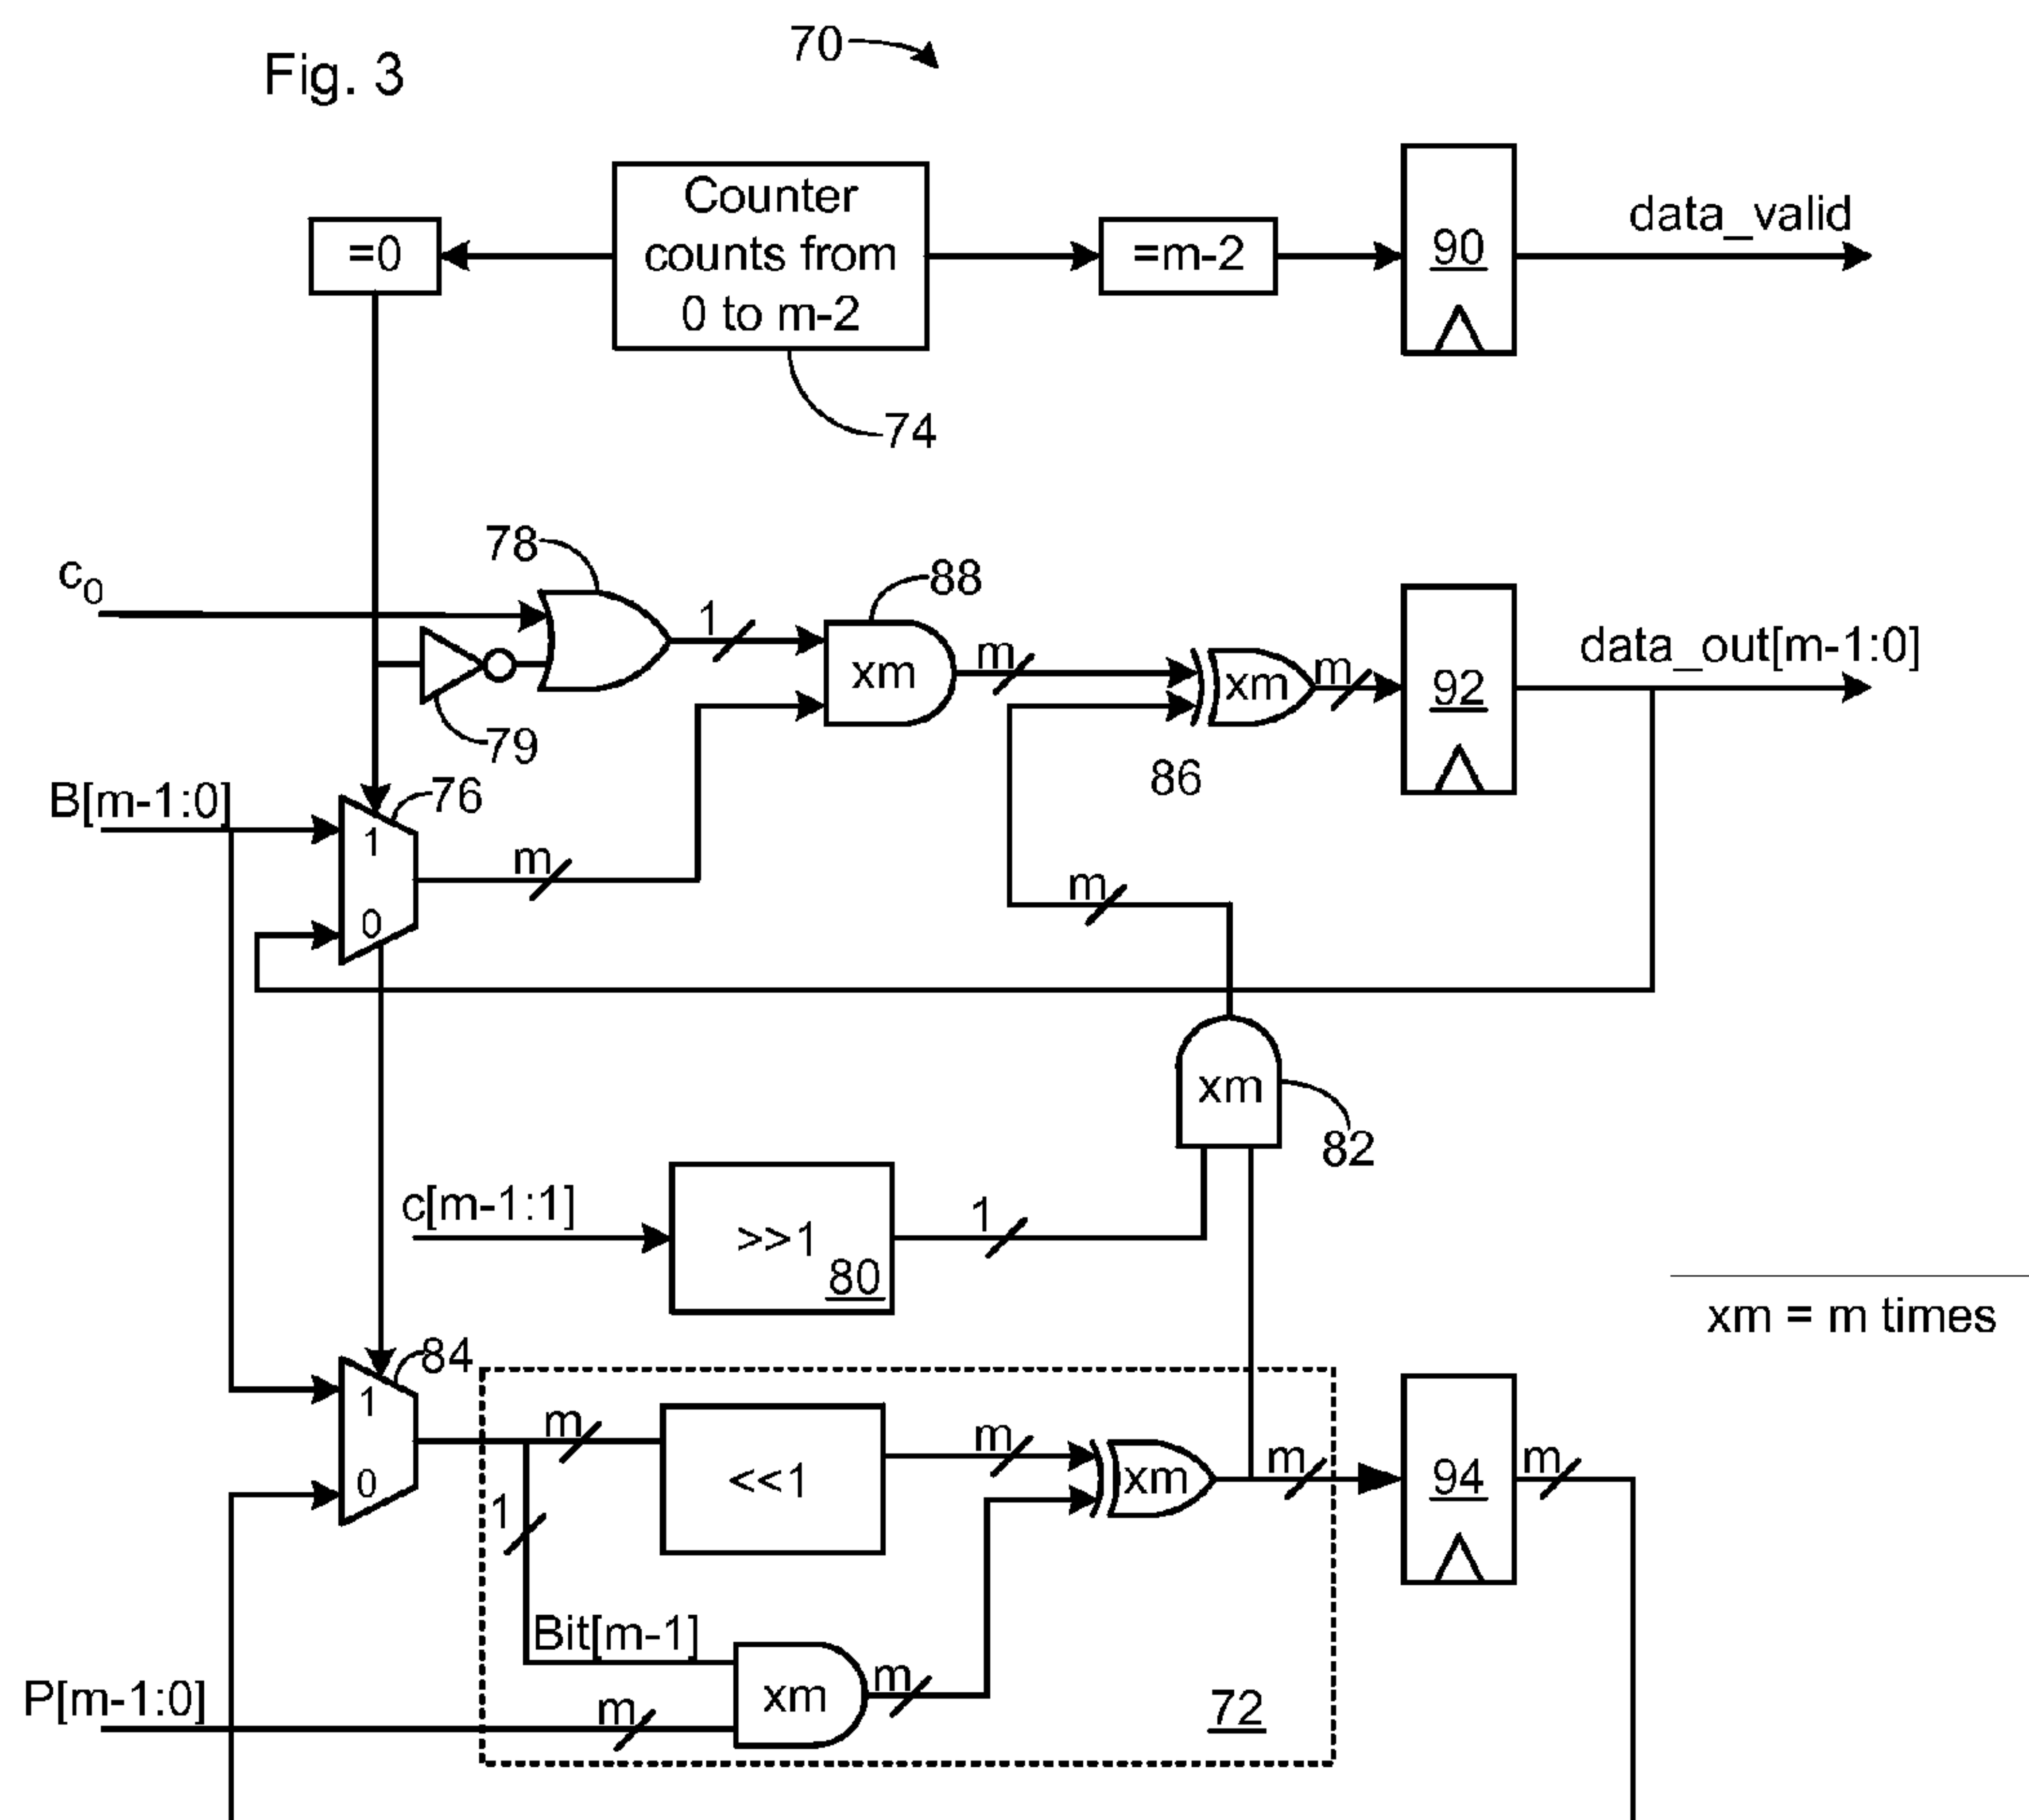 Fig. 3
70
Counter
counts from
0 to m-2
=0
=m-2
90
data_valid
74
c0
78
79
1
88
xm
m
xm
m
86
92
data_out[m-1:0]
B[m-1:0]
76
1
0
m
m
xm
82
c[m-1:1]
>>1
80
1
xm = m times
84
1
0
m
<<1
m
xm
m
94
m
1
Bit[m-1]
P[m-1:0]
m
xm
m
72